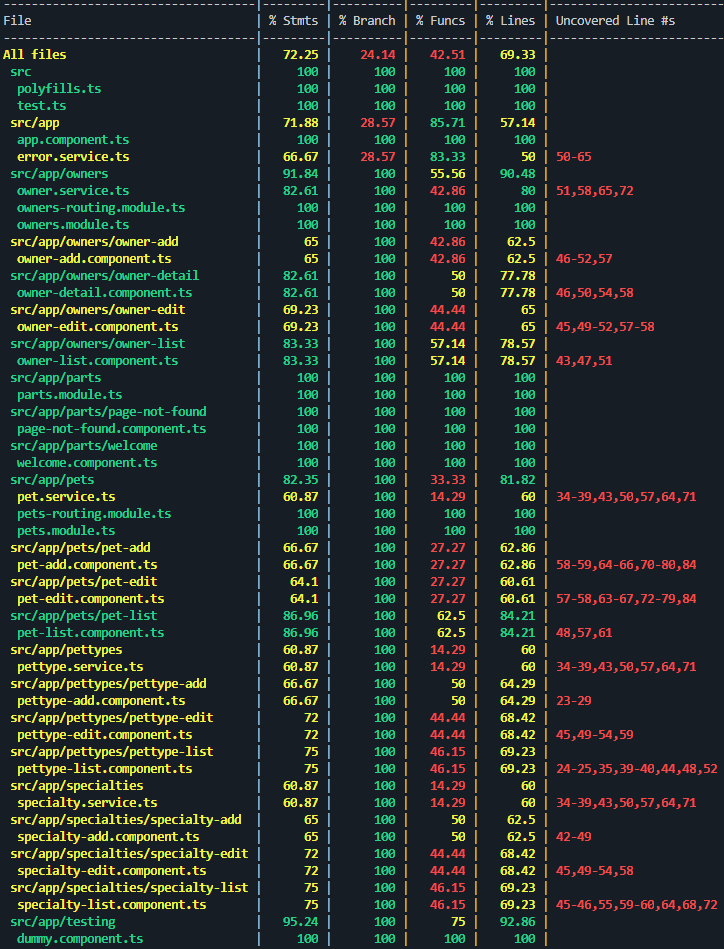 -----------------------------------|---------|----------|---------|---------|-------------------------
File                               | % Stmts | % Branch | % Funcs | % Lines | Uncovered Line #s
-----------------------------------|---------|----------|---------|---------|-------------------------
All files                          |   72.25 |    24.14 |   42.51 |   69.33 |
 src                               |     100 |      100 |     100 |     100 |
  polyfills.ts                     |     100 |      100 |     100 |     100 |
  test.ts                          |     100 |      100 |     100 |     100 |
 src/app                           |   71.88 |    28.57 |   85.71 |   57.14 |
  app.component.ts                 |     100 |      100 |     100 |     100 |
  error.service.ts                 |   66.67 |    28.57 |   83.33 |      50 | 50-65
 src/app/owners                    |   91.84 |      100 |   55.56 |   90.48 |
  owner.service.ts                 |   82.61 |      100 |   42.86 |      80 | 51,58,65,72
  owners-routing.module.ts         |     100 |      100 |     100 |     100 |
  owners.module.ts                 |     100 |      100 |     100 |     100 |
 src/app/owners/owner-add          |      65 |      100 |   42.86 |    62.5 |
  owner-add.component.ts           |      65 |      100 |   42.86 |    62.5 | 46-52,57
 src/app/owners/owner-detail       |   82.61 |      100 |      50 |   77.78 |
  owner-detail.component.ts        |   82.61 |      100 |      50 |   77.78 | 46,50,54,58
 src/app/owners/owner-edit         |   69.23 |      100 |   44.44 |      65 |
  owner-edit.component.ts          |   69.23 |      100 |   44.44 |      65 | 45,49-52,57-58
 src/app/owners/owner-list         |   83.33 |      100 |   57.14 |   78.57 |
  owner-list.component.ts          |   83.33 |      100 |   57.14 |   78.57 | 43,47,51
 src/app/parts                     |     100 |      100 |     100 |     100 |
  parts.module.ts                  |     100 |      100 |     100 |     100 |
 src/app/parts/page-not-found      |     100 |      100 |     100 |     100 |
  page-not-found.component.ts      |     100 |      100 |     100 |     100 |
 src/app/parts/welcome             |     100 |      100 |     100 |     100 |
  welcome.component.ts             |     100 |      100 |     100 |     100 |
 src/app/pets                      |   82.35 |      100 |   33.33 |   81.82 |
  pet.service.ts                   |   60.87 |      100 |   14.29 |      60 | 34-39,43,50,57,64,71
  pets-routing.module.ts           |     100 |      100 |     100 |     100 |
  pets.module.ts                   |     100 |      100 |     100 |     100 |
 src/app/pets/pet-add              |   66.67 |      100 |   27.27 |   62.86 |
  pet-add.component.ts             |   66.67 |      100 |   27.27 |   62.86 | 58-59,64-66,70-80,84
 src/app/pets/pet-edit             |    64.1 |      100 |   27.27 |   60.61 |
  pet-edit.component.ts            |    64.1 |      100 |   27.27 |   60.61 | 57-58,63-67,72-79,84
 src/app/pets/pet-list             |   86.96 |      100 |    62.5 |   84.21 |
  pet-list.component.ts            |   86.96 |      100 |    62.5 |   84.21 | 48,57,61
 src/app/pettypes                  |   60.87 |      100 |   14.29 |      60 |
  pettype.service.ts               |   60.87 |      100 |   14.29 |      60 | 34-39,43,50,57,64,71
 src/app/pettypes/pettype-add      |   66.67 |      100 |      50 |   64.29 |
  pettype-add.component.ts         |   66.67 |      100 |      50 |   64.29 | 23-29
 src/app/pettypes/pettype-edit     |      72 |      100 |   44.44 |   68.42 |
  pettype-edit.component.ts        |      72 |      100 |   44.44 |   68.42 | 45,49-54,59
 src/app/pettypes/pettype-list     |      75 |      100 |   46.15 |   69.23 |
  pettype-list.component.ts        |      75 |      100 |   46.15 |   69.23 | 24-25,35,39-40,44,48,52
 src/app/specialties               |   60.87 |      100 |   14.29 |      60 |
  specialty.service.ts             |   60.87 |      100 |   14.29 |      60 | 34-39,43,50,57,64,71
 src/app/specialties/specialty-add |      65 |      100 |      50 |    62.5 |
  specialty-add.component.ts       |      65 |      100 |      50 |    62.5 | 42-49
 src/app/specialties/specialty-edit |      72 |      100 |   44.44 |   68.42 |
  specialty-edit.component.ts      |      72 |      100 |   44.44 |   68.42 | 45,49-54,58
 src/app/specialties/specialty-list |      75 |      100 |   46.15 |   69.23 |
  specialty-list.component.ts      |      75 |      100 |   46.15 |   69.23 | 45-46,55,59-60,64,68,72
 src/app/testing                   |   95.24 |      100 |      75 |   92.86 |
  dummy.component.ts               |     100 |      100 |     100 |     100 |